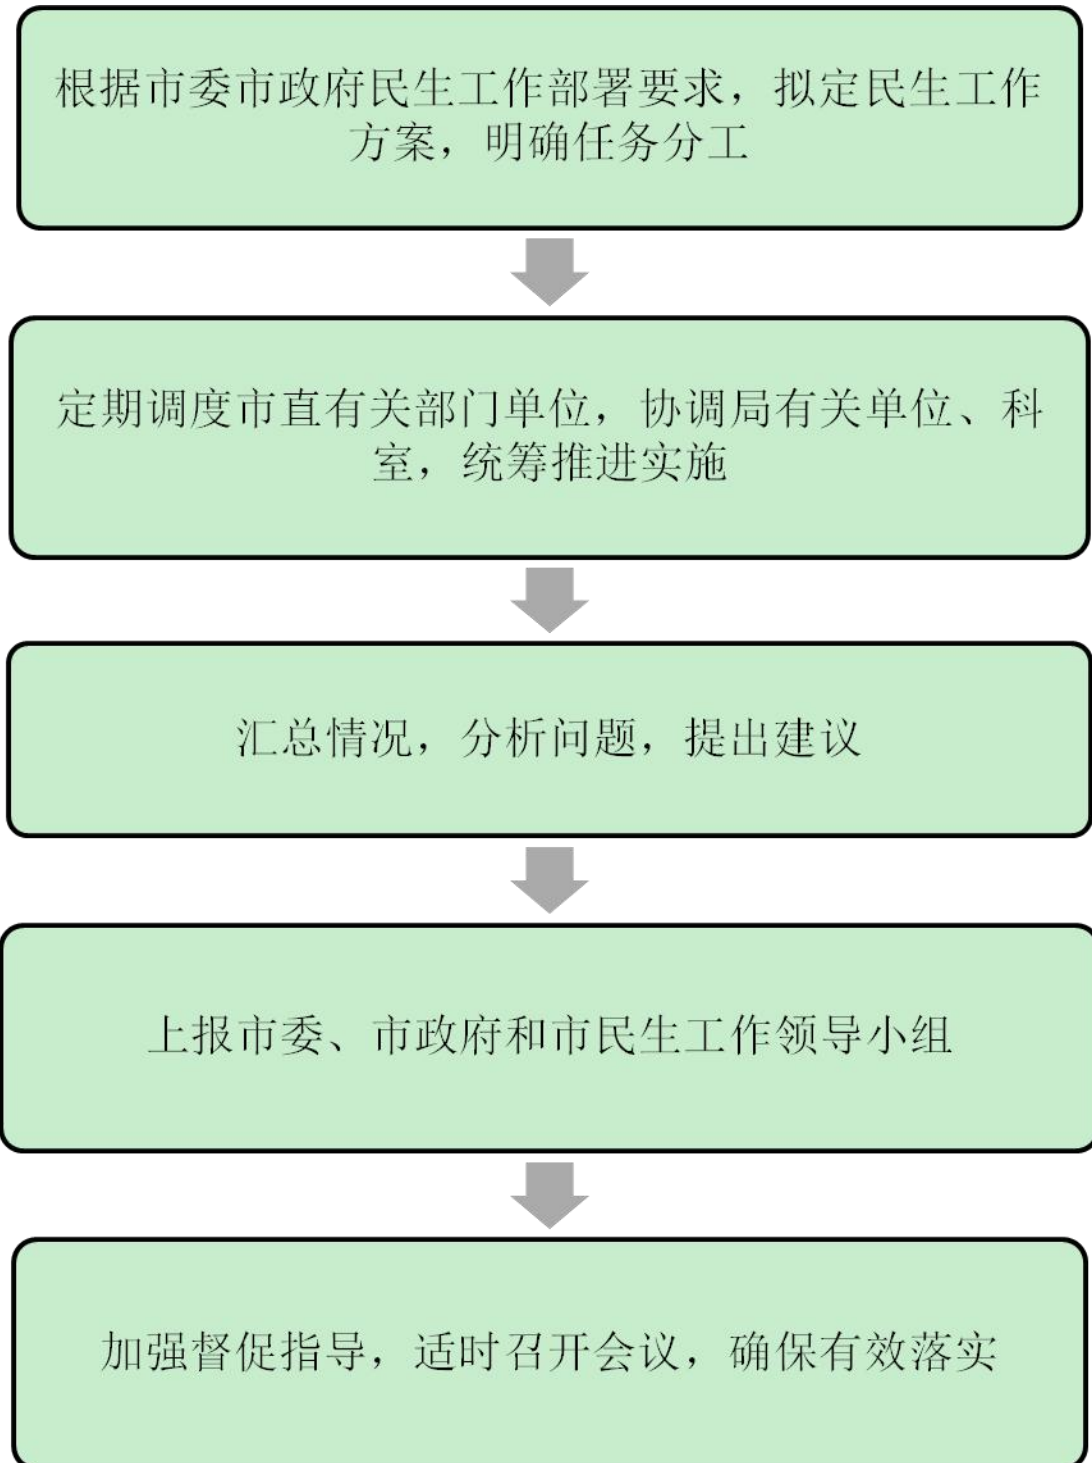 根据市委市政府民生工作部署要求，拟定民生工作
方案，明确任务分工
定期调度市直有关部门单位，协调局有关单位、科
室，统筹推进实施
汇总情况，分析问题，提出建议
上报市委、市政府和市民生工作领导小组
加强督促指导，适时召开会议，确保有效落实